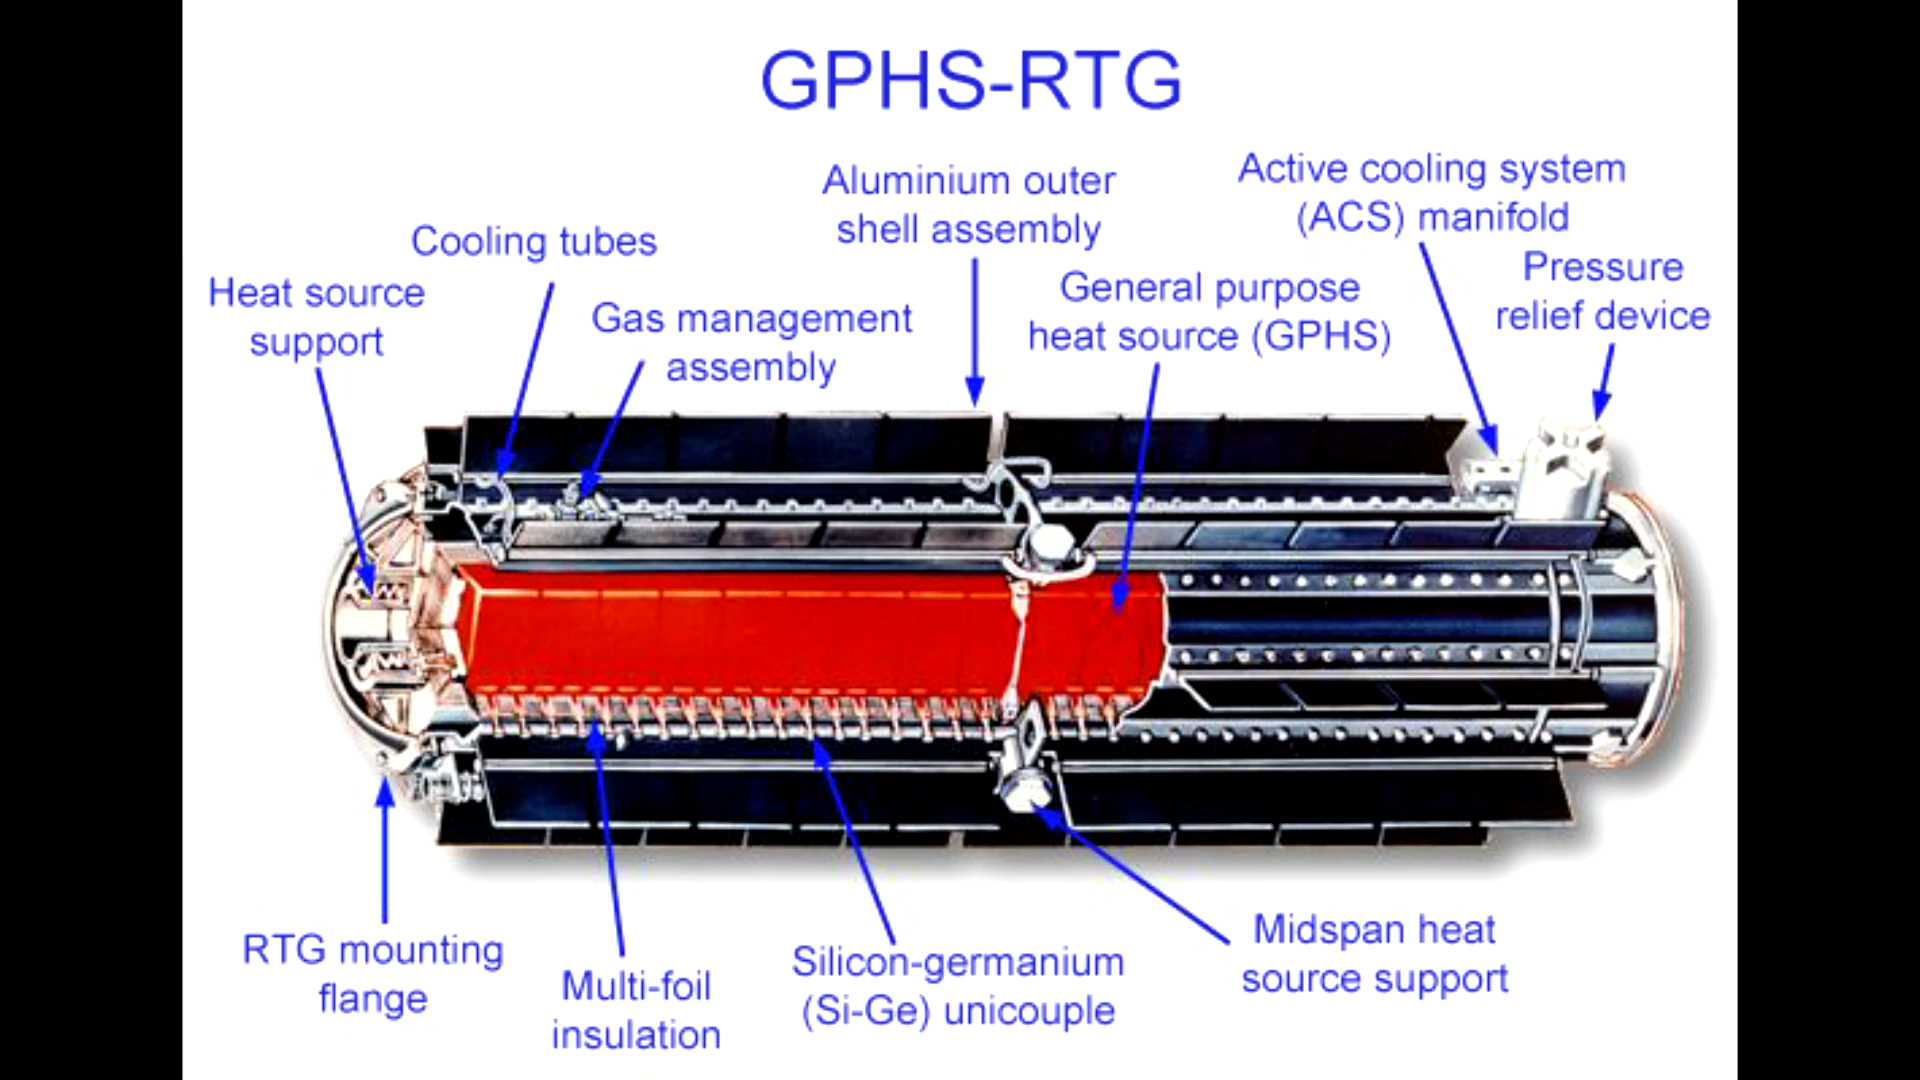 GPHS-RTG
Aluminium outer
shell assembly
Active cooling system
(ACS) manifold
Cooling tubes
Pressure
relief device
Heat source
support
Gas management
assembly
General purpose
heat source (GPHS)
RTG mounting
flange
Multi-foil
insulation
Silicon-germanium
(Si-Ge) unicouple
Midspan heat
source support